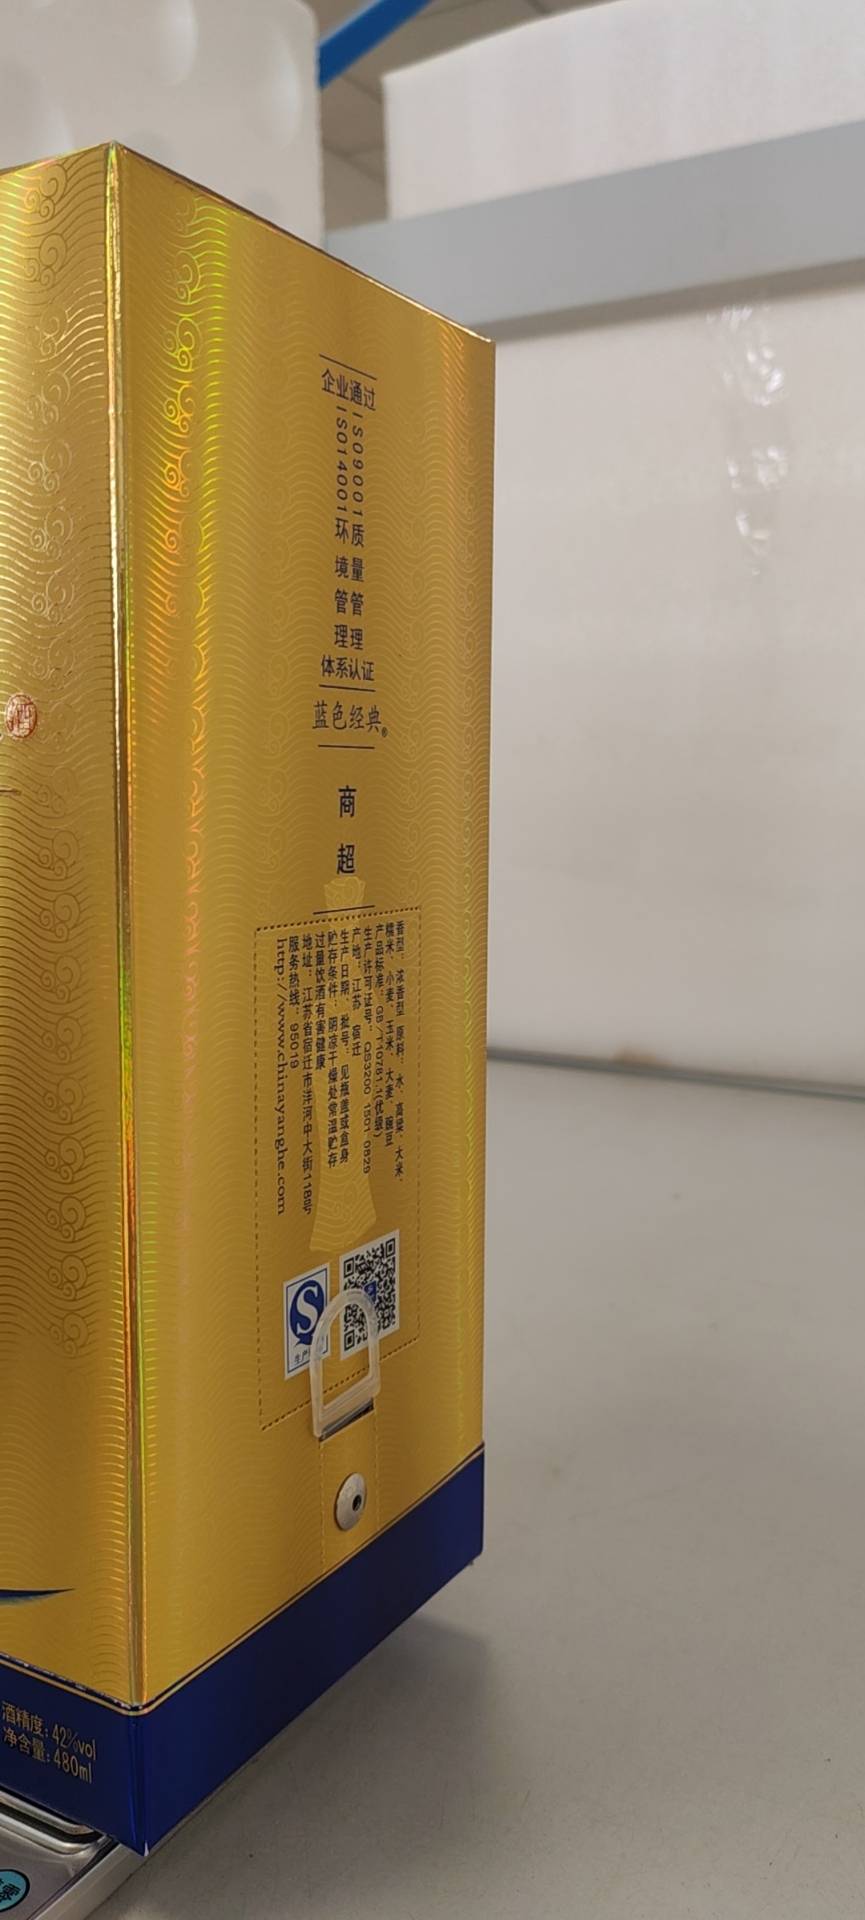 企业通过
ISO9001质量管理
ISO14001环境管理
体系认证
蓝色经典®
商超
香型：浓香型 原料：水、高粱、大米、
糯米、小麦、玉米、大麦、豌豆
产品标准：GB/T10781.1(优级)
生产许可证号：QS3200 1501 0829
产地：江苏 宿迁
生产日期、批号：见瓶盖或盒身
贮存条件：阴凉干燥处常温贮存
过量饮酒有害健康
地址：江苏省宿迁市洋河中大街118号
服务热线：95019
http://www.chinayanghe.com
S
生产
酒精度:42%vol
净含量:480ml